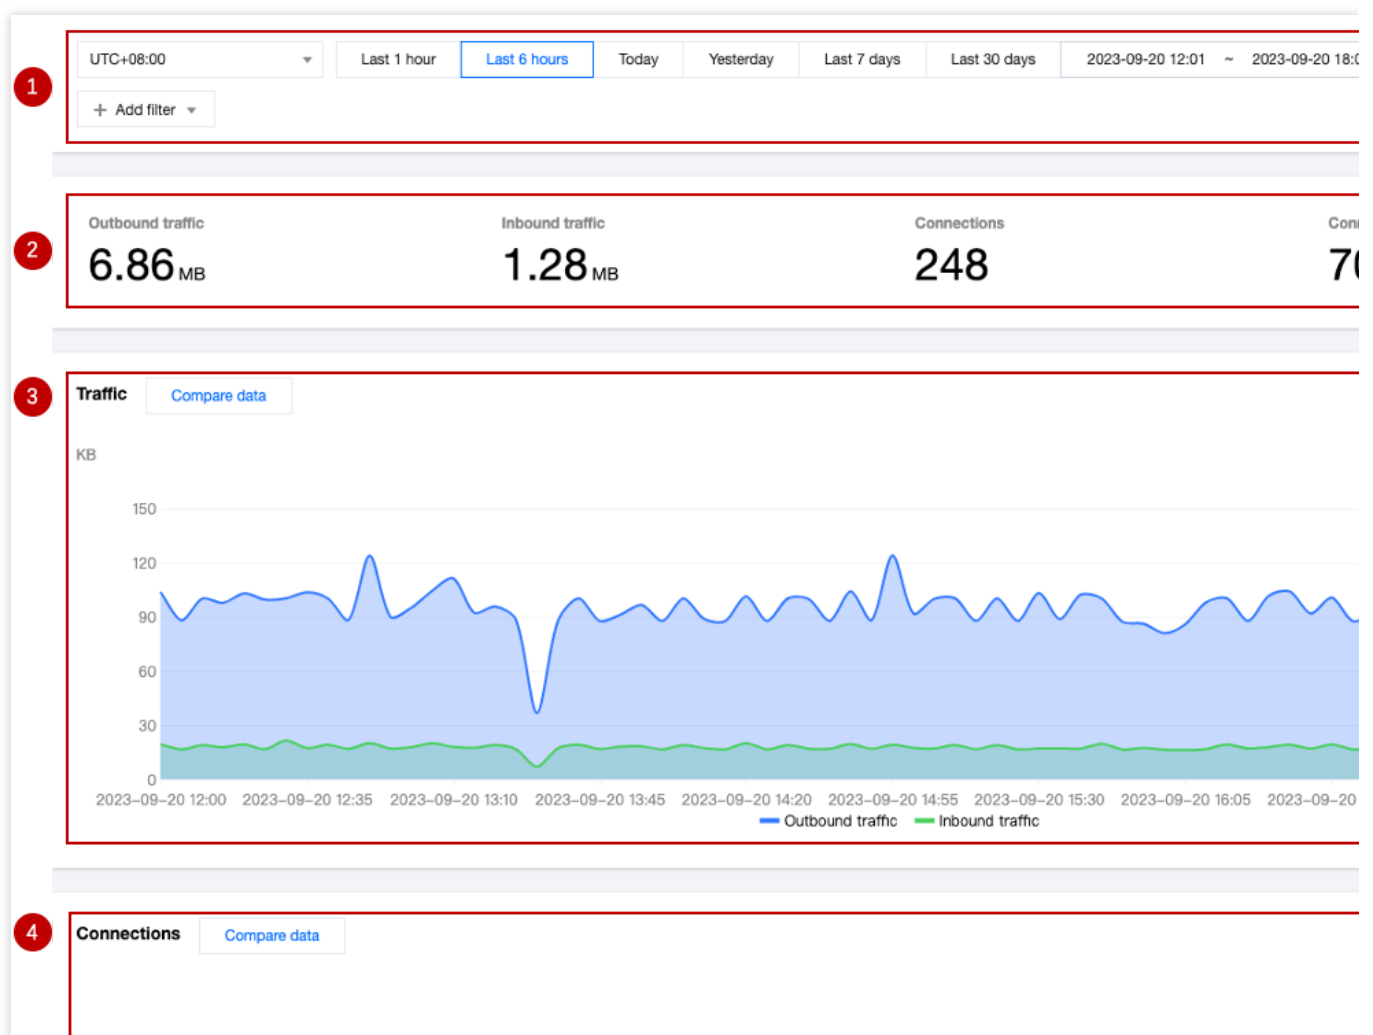 UTC+08:00 Last 1 hour Last 6 hours Today Yesterday Last 7 days Last 30 days 2023-09-20 12:01 ~ 2023-09-20 18:0
1
+ Add filter
Outbound traffic Inbound traffic Connections
2
6.86 MB 1.28 MB 248
3
Traffic Compare data
KB
150
120
90
60
30
0
2023-09-20 12:00 2023-09-20 12:35 2023-09-20 13:10 2023-09-20 13:45 2023-09-20 14:20 2023-09-20 14:55 2023-09-20 15:30 2023-09-20 16:05 2023-09-20
Outbound traffic Inbound traffic
4
Connections Compare data